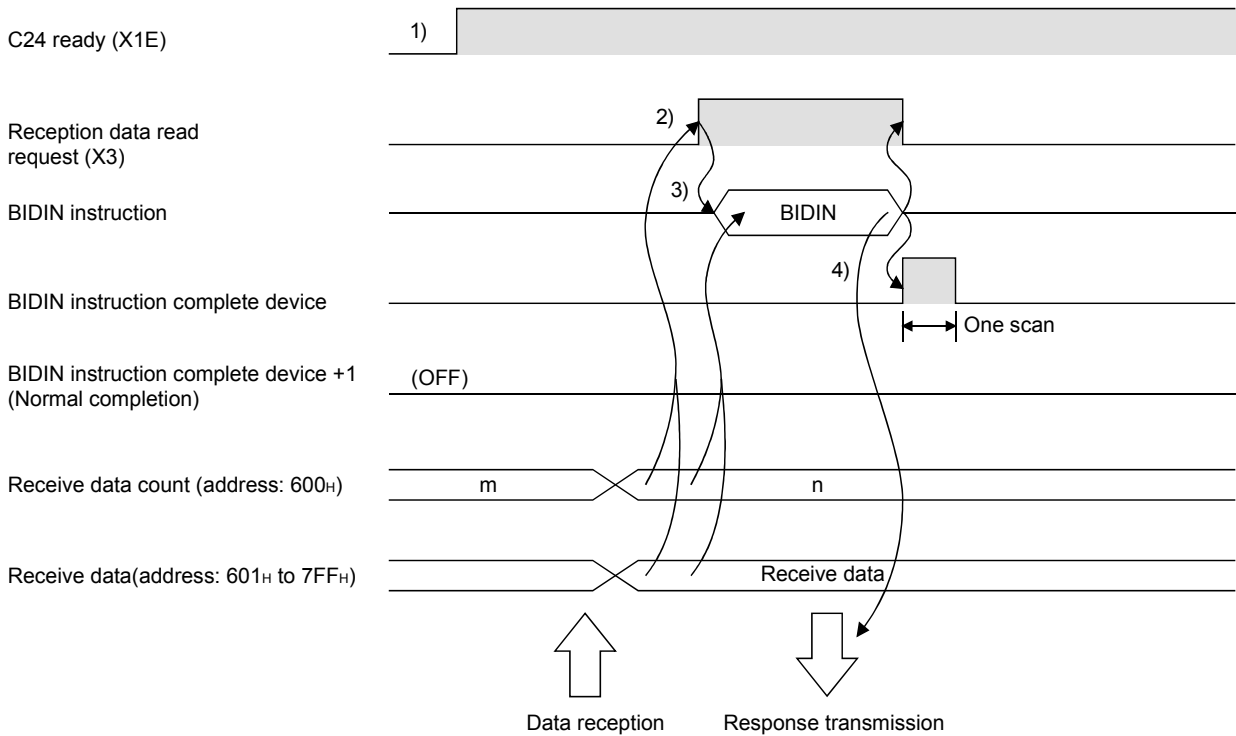 C24 ready (X1E)
1)
Reception data read
request (X3)
2)
BIDIN instruction
3)
BIDIN
4)
BIDIN instruction complete device
One scan
BIDIN instruction complete device +1
(Normal completion)
(OFF)
Receive data count (address: 600H)
m
n
Receive data(address: 601H to 7FFH)
Receive data
Data reception
Response transmission